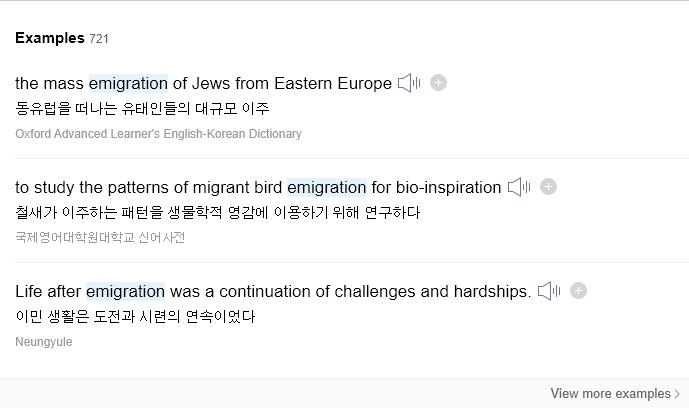 Examples 721
the mass emigration of Jews from Eastern Europe
동유럽을 떠나는 유태인들의 대규모 이주
Oxford Advanced Learner's English-Korean Dictionary
to study the patterns of migrant bird emigration for bio-inspiration
철새가 이주하는 패턴을 생물학적 영감에 이용하기 위해 연구하다
국제영어대학원대학교 신어사전
Life after emigration was a continuation of challenges and hardships.
이민 생활은 도전과 시련의 연속이었다
Neungyule
View more examples